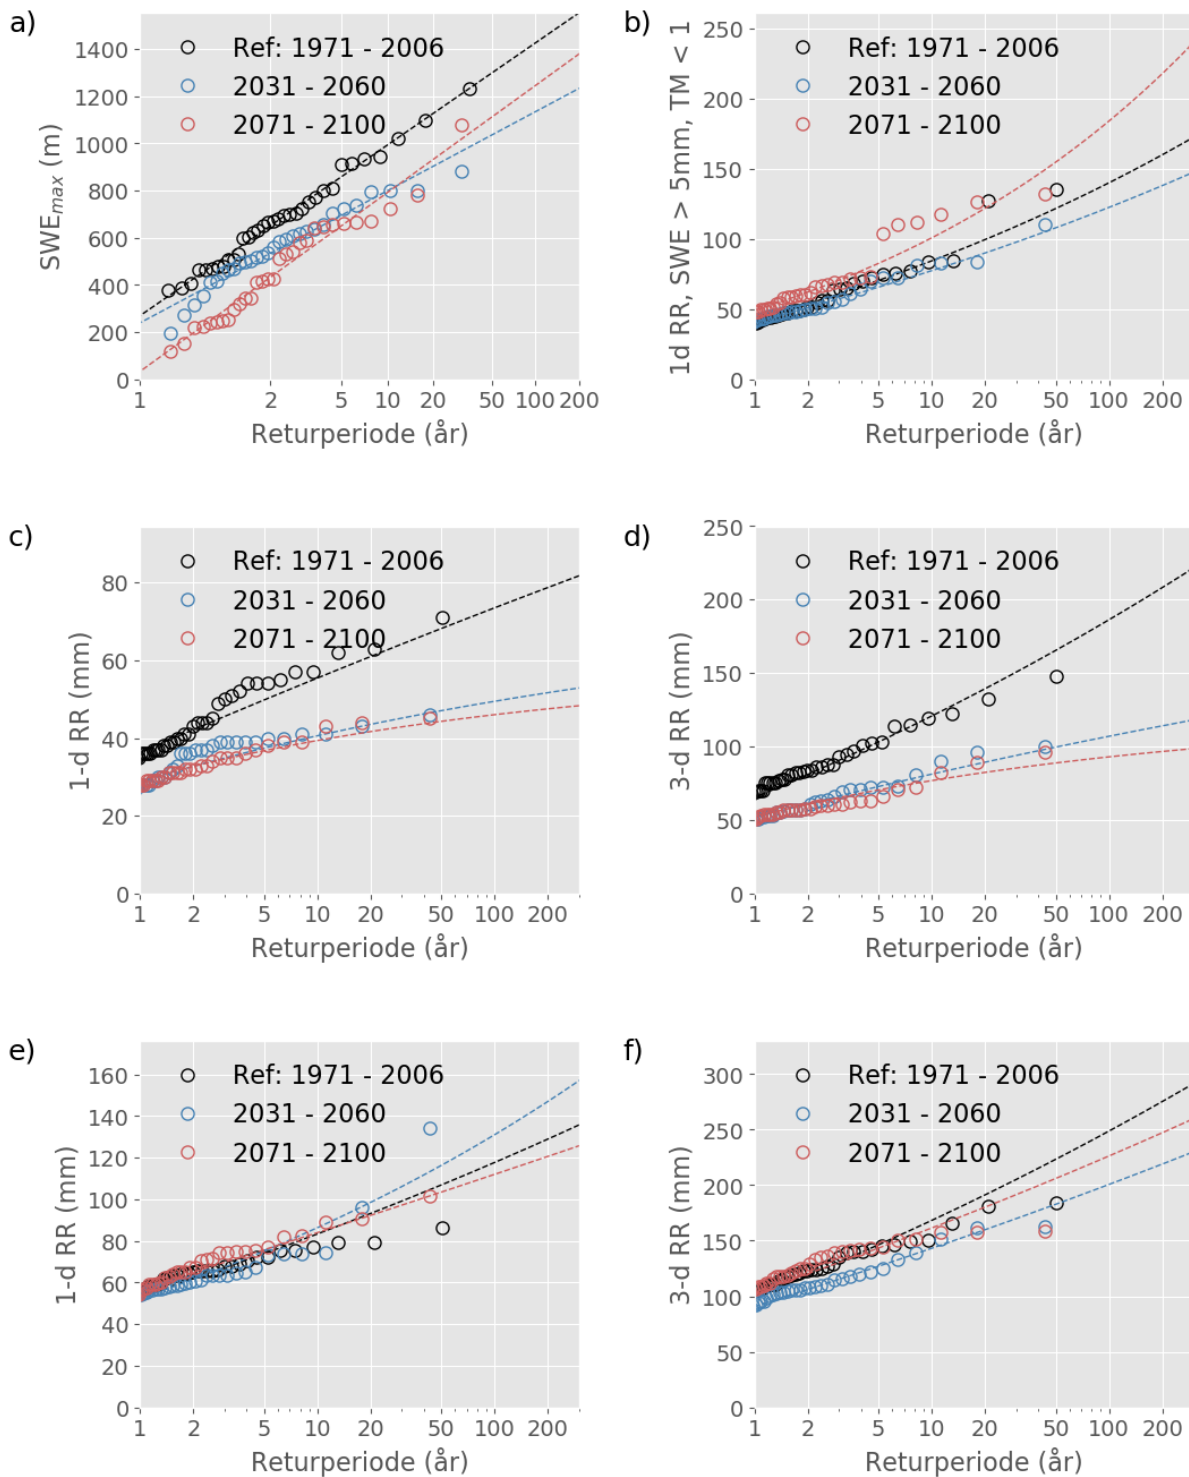 a)
1400
1200
1000
800
600
400
200
0
SWEmax (m)
Ref: 1971 - 2006
2031 - 2060
2071 - 2100
1 2 5 10 20 50 100 200
Returperiode (år)
b)
250
200
150
100
50
0
1d RR, SWE > 5mm, TM < 1
Ref: 1971 - 2006
2031 - 2060
2071 - 2100
1 2 5 10 20 50 100 200
Returperiode (år)
c)
80
60
40
20
0
1-d RR (mm)
Ref: 1971 - 2006
2031 - 2060
2071 - 2100
1 2 5 10 20 50 100 200
Returperiode (år)
d)
250
200
150
100
50
0
3-d RR (mm)
Ref: 1971 - 2006
2031 - 2060
2071 - 2100
1 2 5 10 20 50 100 200
Returperiode (år)
e)
160
140
120
100
80
60
40
20
0
1-d RR (mm)
Ref: 1971 - 2006
2031 - 2060
2071 - 2100
1 2 5 10 20 50 100 200
Returperiode (år)
f)
300
250
200
150
100
50
0
3-d RR (mm)
Ref: 1971 - 2006
2031 - 2060
2071 - 2100
1 2 5 10 20 50 100 200
Returperiode (år)